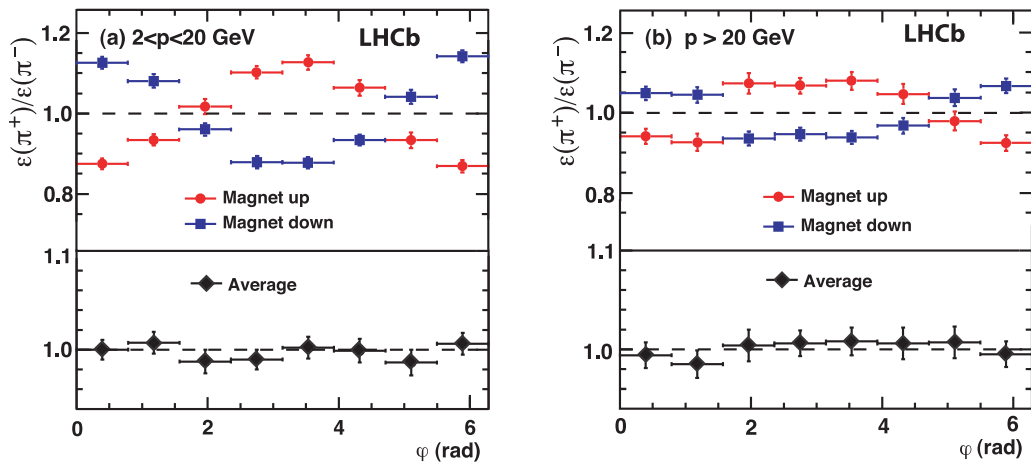 (a) 2<p<20 GeV LHCb
ε(π⁺)/ε(π⁻)
1.2
1.0
0.8
Magnet up
Magnet down
1.1
Average
1.0
0 2 4 6
φ (rad)
(b) p > 20 GeV LHCb
ε(π⁺)/ε(π⁻)
1.2
1.0
0.8
Magnet up
Magnet down
1.1
Average
1.0
0 2 4 6
φ (rad)